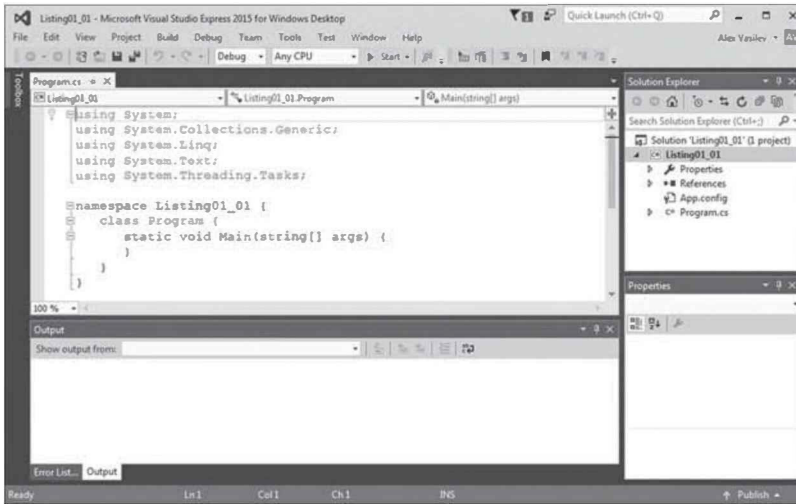 Listing01_01 - Microsoft Visual Studio Express 2015 for Windows Desktop
Quick Launch (Ctrl+Q)
File Edit View Project Build Debug Team Tools Test Window Help
Alex Vasilev
Debug Any CPU Start
Toolbox
Program.cs
Listing01_01 Listing01_01.Program Main(string[] args)
using System;
using System.Collections.Generic;
using System.Linq;
using System.Text;
using System.Threading.Tasks;
namespace Listing01_01 {
class Program {
static void Main(string[] args) {
}
}
}
100 %
Output
Show output from:
Error List... Output
Solution Explorer
Search Solution Explorer (Ctrl+;)
Solution 'Listing01_01' (1 project)
Listing01_01
Properties
References
App.config
C# Program.cs
Properties
Ready Ln 1 Col 1 Ch 1 INS Publish